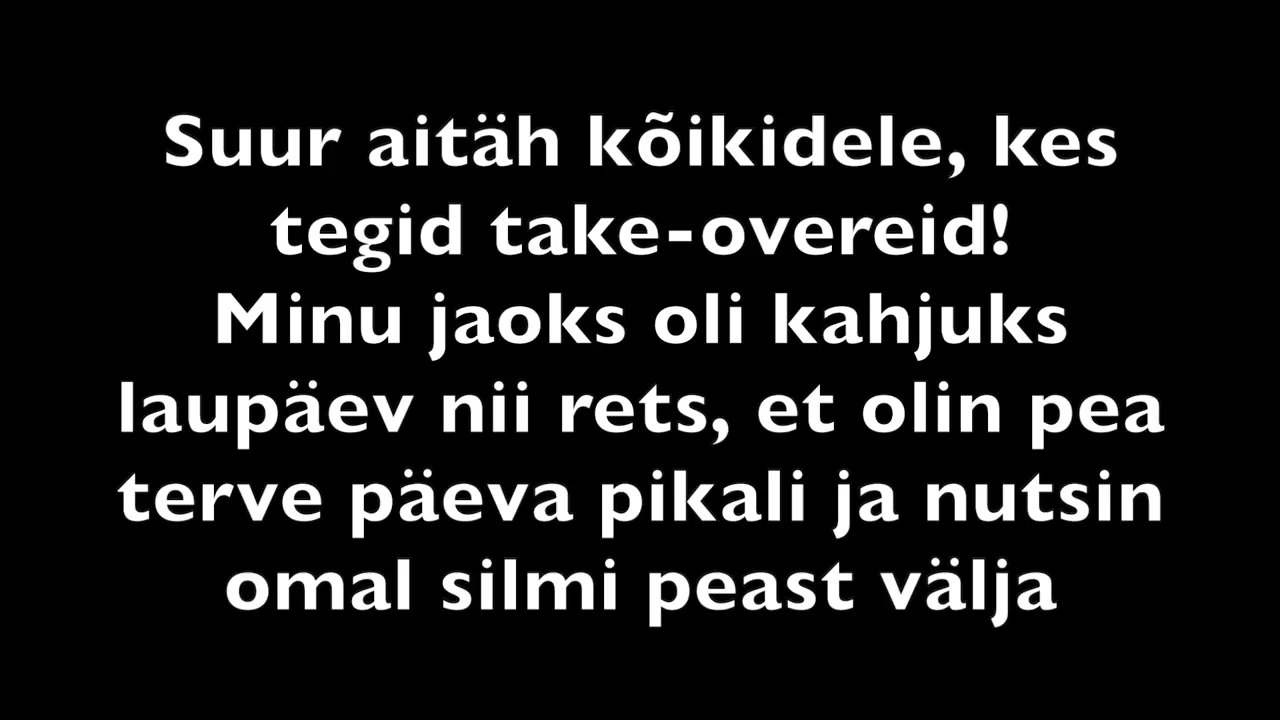 Suur aitäh kõikidele, kes
tegid take-overeid!
Minu jaoks oli kahjuks
laupäev nii rets, et olin pea
terve päeva pikali ja nutsin
omal silmi peast välja